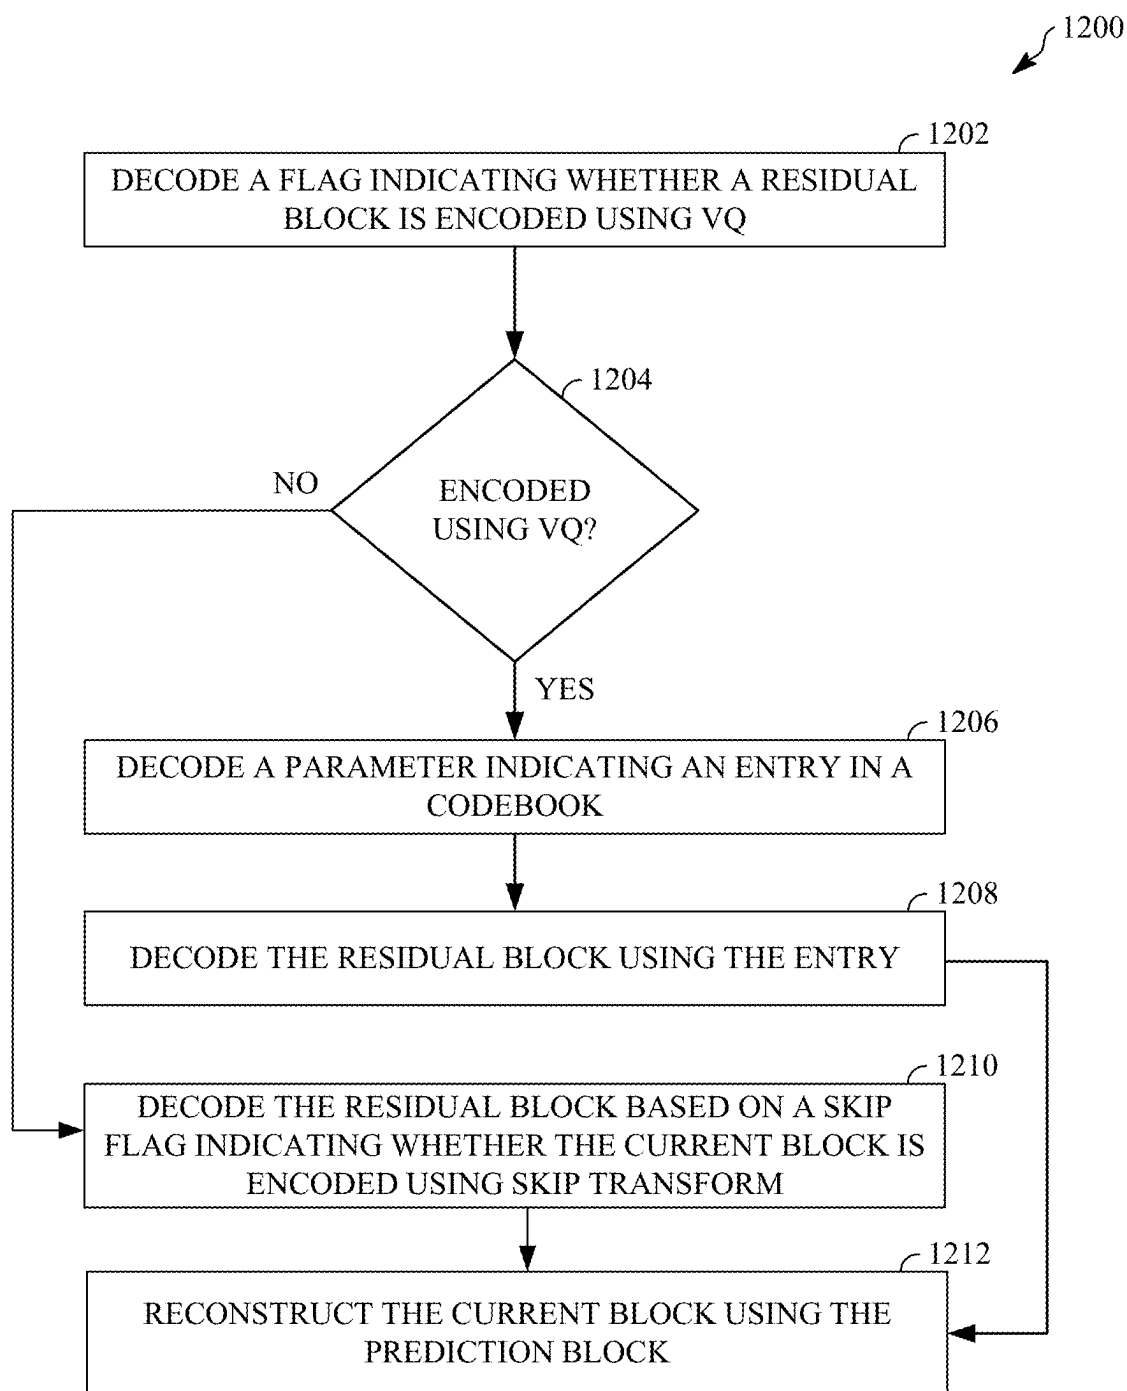 1200
1202
DECODE A FLAG INDICATING WHETHER A RESIDUAL
BLOCK IS ENCODED USING VQ
1204
NO
ENCODED
USING VQ?
YES
1206
DECODE A PARAMETER INDICATING AN ENTRY IN A
CODEBOOK
1208
DECODE THE RESIDUAL BLOCK USING THE ENTRY
1210
DECODE THE RESIDUAL BLOCK BASED ON A SKIP
FLAG INDICATING WHETHER THE CURRENT BLOCK IS
ENCODED USING SKIP TRANSFORM
1212
RECONSTRUCT THE CURRENT BLOCK USING THE
PREDICTION BLOCK